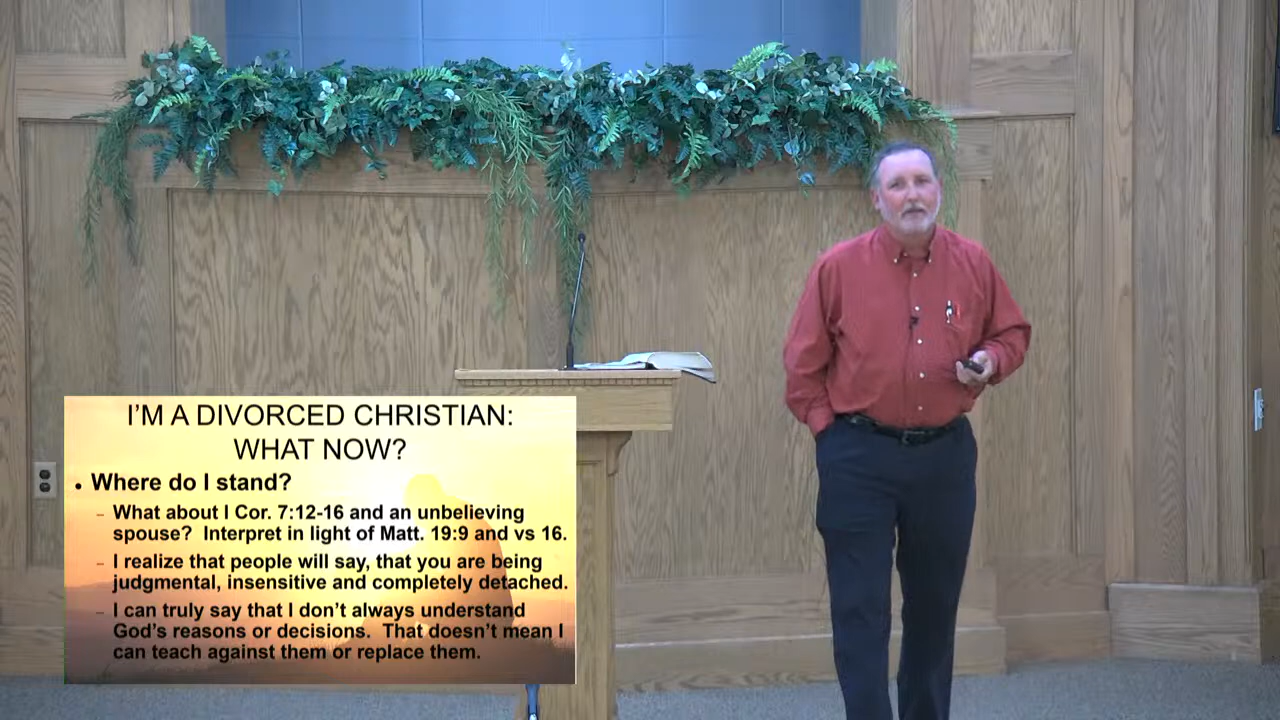 I'M A DIVORCED CHRISTIAN:
WHAT NOW?
• Where do I stand?
– What about I Cor. 7:12-16 and an unbelieving
spouse?  Interpret in light of Matt. 19:9 and vs 16.
– I realize that people will say, that you are being
judgmental, insensitive and completely detached.
– I can truly say that I don't always understand
God's reasons or decisions.  That doesn't mean I
can teach against them or replace them.